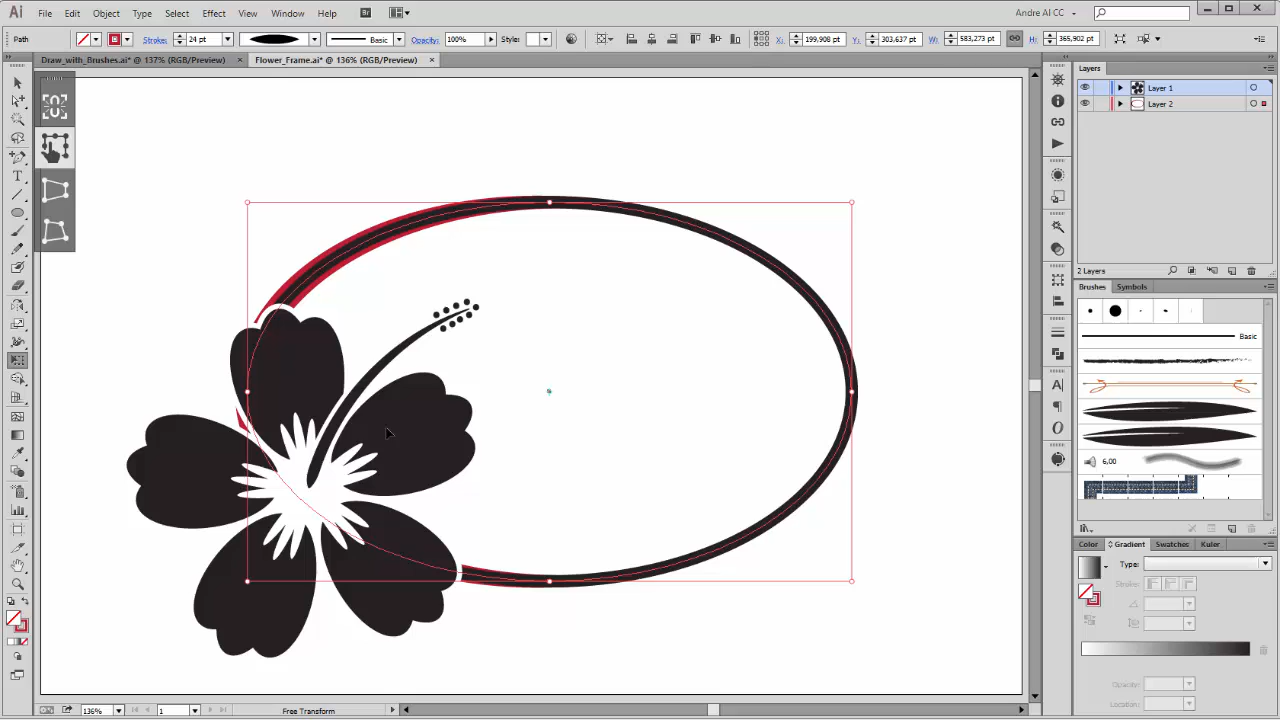 Ai File Edit Object Type Select Effect View Window Help Br Andre AI CC
Path Stroke: 24 pt Basic Opacity: 100% Style: X: 199,908 pt Y: 303,637 pt W: 583,273 pt H: 365,902 pt
Draw_with_Brushes.ai* @ 137% (RGB/Preview) × Flower_Frame.ai* @ 136% (RGB/Preview) ×
Layers
Layer 1
Layer 2
2 Layers
Brushes Symbols
Basic
6,00
Color Gradient Swatches Kuler
Type:
Stroke:
Opacity:
Location:
136% 1 Free Transform